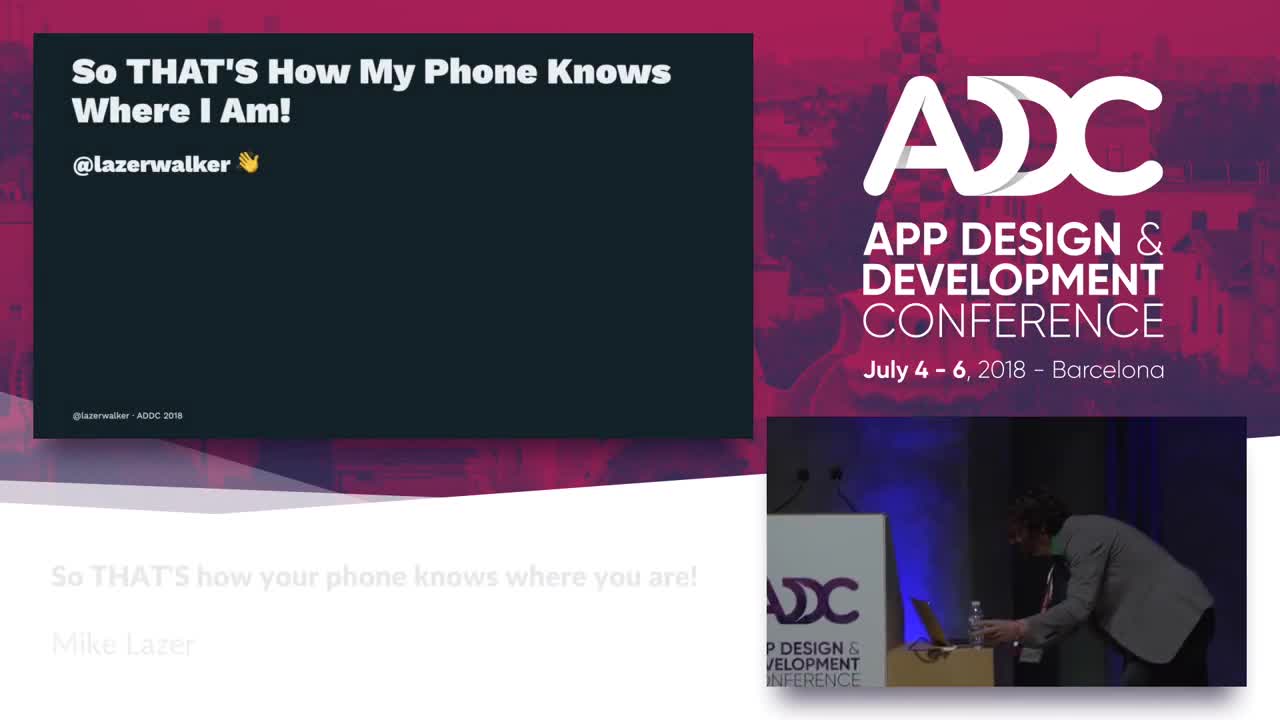 So THAT'S How My Phone Knows
Where I Am!
@lazerwalker 👋
@lazerwalker · ADDC 2018
ADDC
APP DESIGN &
DEVELOPMENT
CONFERENCE
July 4 - 6, 2018 - Barcelona
So THAT'S how your phone knows where you are!
Mike Lazer
ADDC
P DESIGN &
VELOPMENT
ONFERENCE